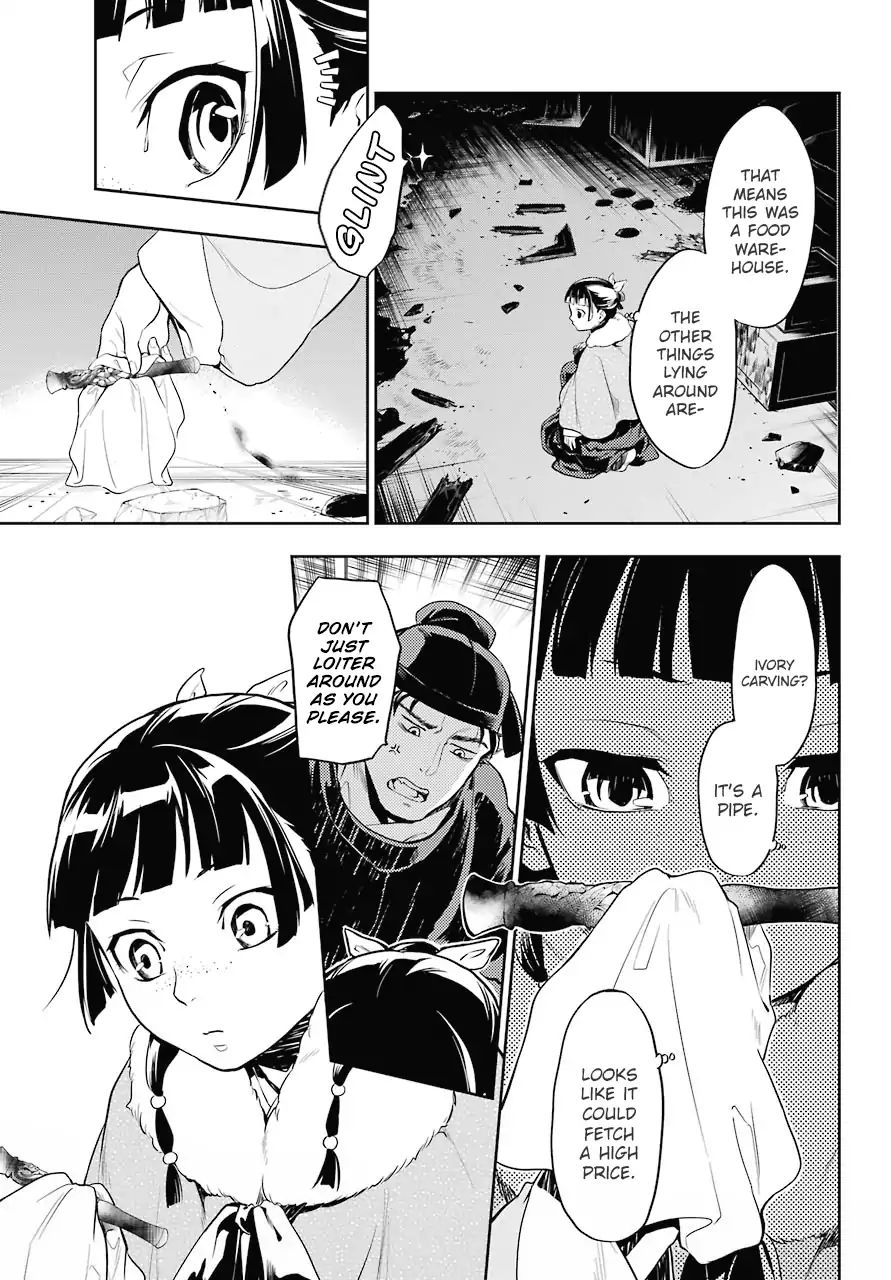 THAT
MEANS
THIS WAS
A FOOD
WARE-
HOUSE.
THE
OTHER
THINGS
LYING
AROUND
ARE-
GLINT
IVORY
CARVING?
IT'S A
PIPE.
LOOKS
LIKE IT
COULD
FETCH
A HIGH
PRICE.
DON'T
JUST
LOITER
AROUND
AS YOU
PLEASE.